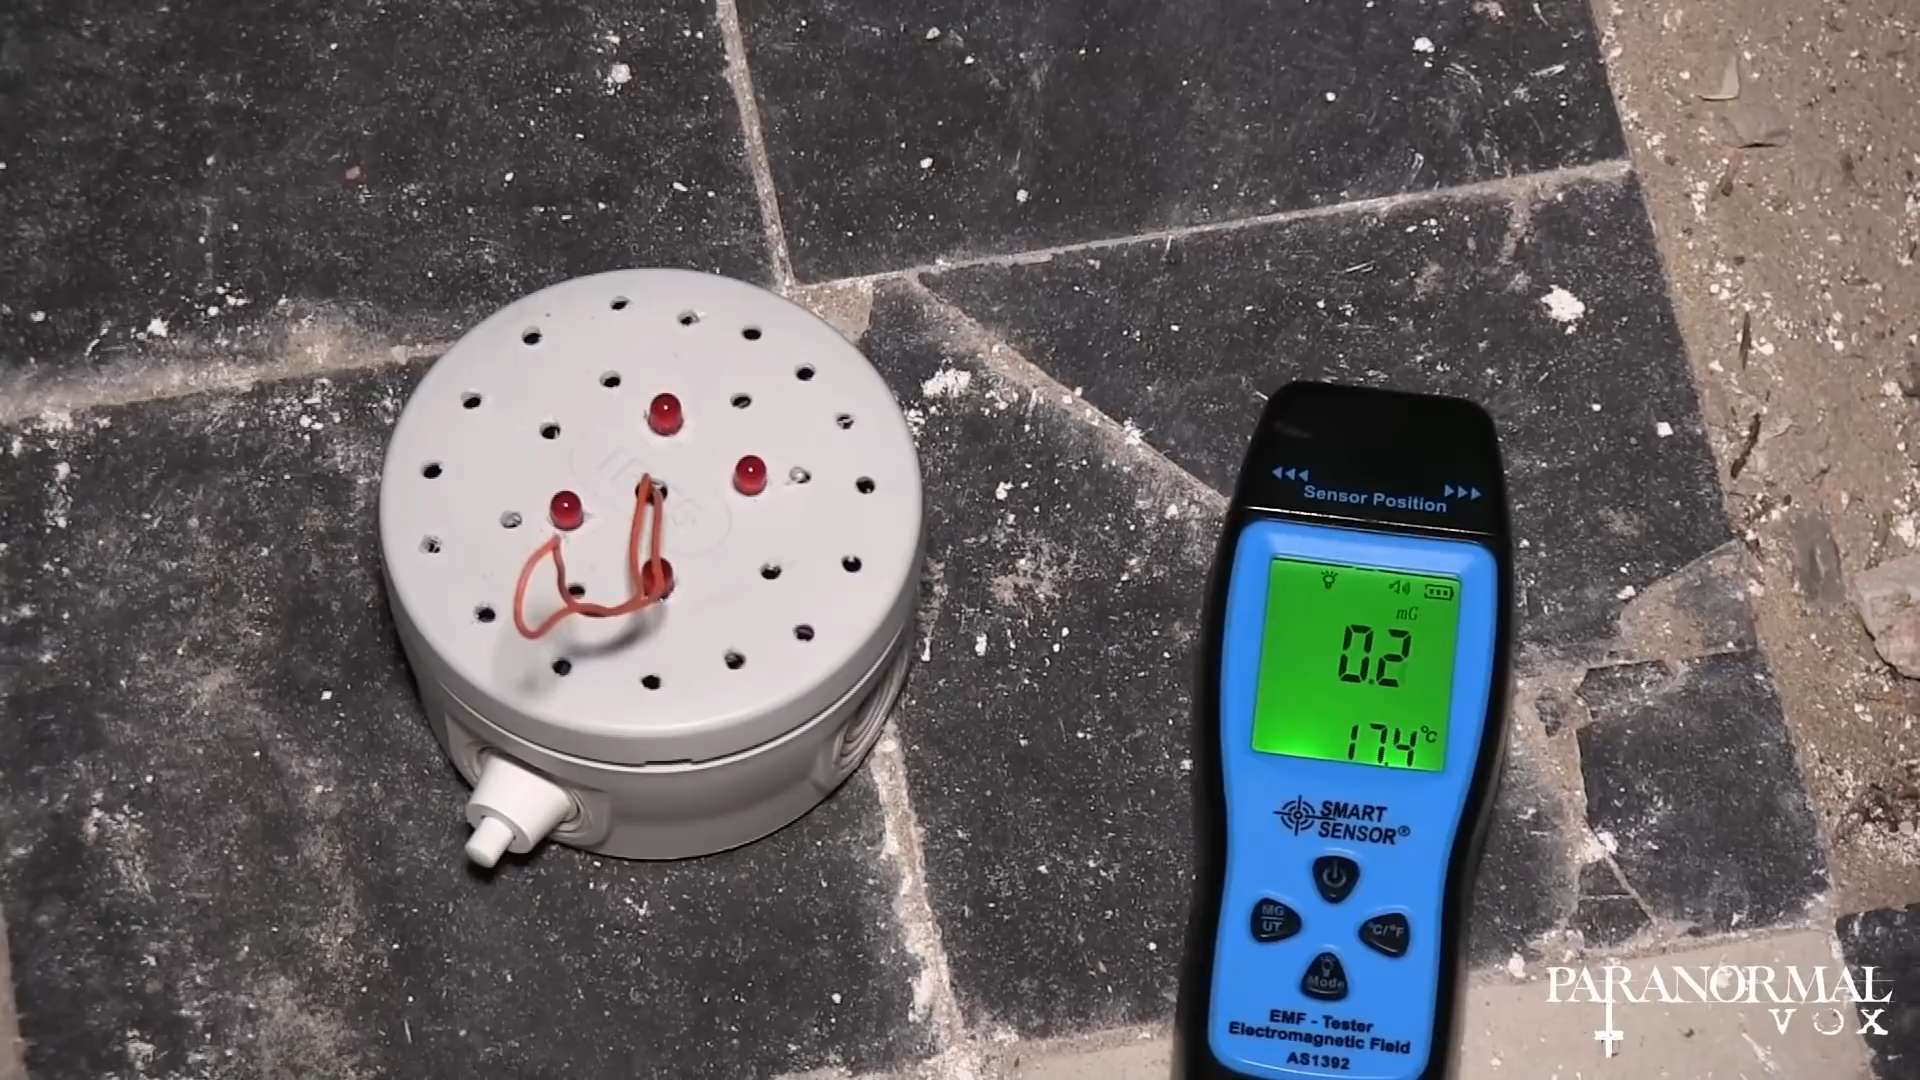 IP55
Sensor Position
mG
0.2
17.4 °C
SMART
SENSOR®
MG
UT
°C/°F
Mode
EMF - Tester
Electromagnetic Field
AS1392
PARANORMAL
VOX